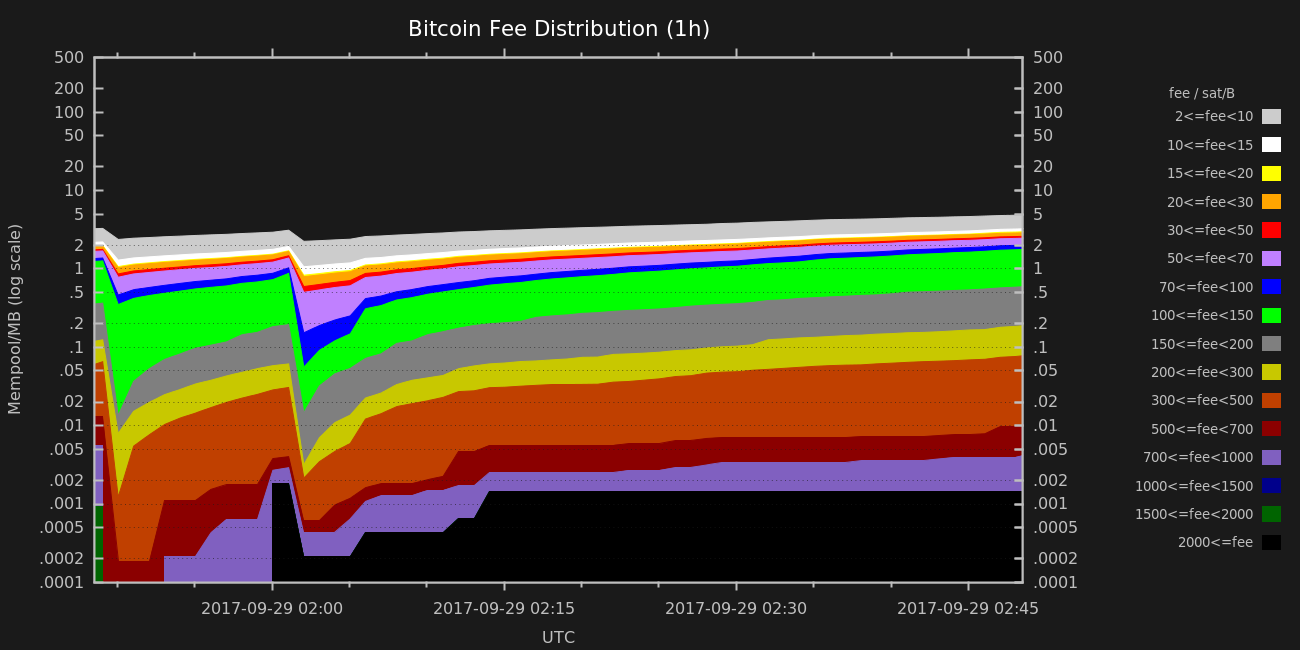 Bitcoin Fee Distribution (1h)
Mempool/MB (log scale)
500
200
100
50
20
10
5
2
1
.5
.2
.1
.05
.02
.01
.005
.002
.001
.0005
.0002
.0001
500
200
100
50
20
10
5
2
1
.5
.2
.1
.05
.02
.01
.005
.002
.001
.0005
.0002
.0001
2017-09-29 02:00 2017-09-29 02:15 2017-09-29 02:30 2017-09-29 02:45
UTC
fee / sat/B
2<=fee<10
10<=fee<15
15<=fee<20
20<=fee<30
30<=fee<50
50<=fee<70
70<=fee<100
100<=fee<150
150<=fee<200
200<=fee<300
300<=fee<500
500<=fee<700
700<=fee<1000
1000<=fee<1500
1500<=fee<2000
2000<=fee